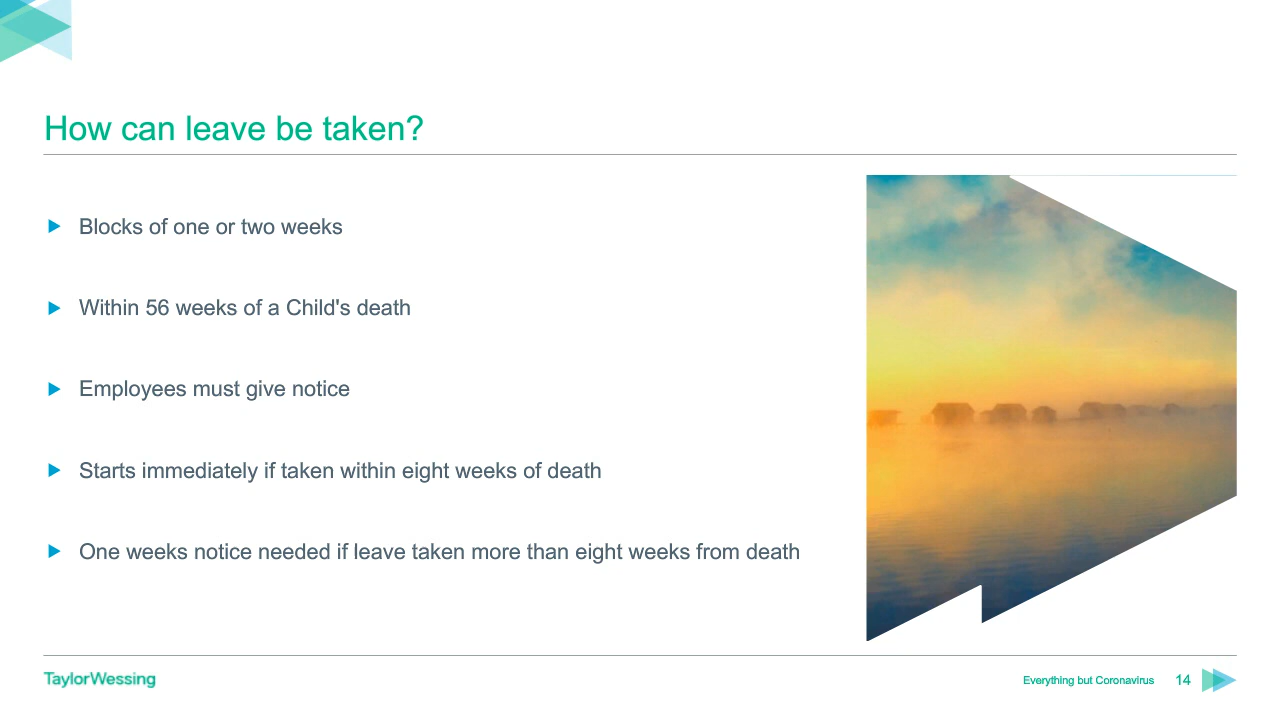 How can leave be taken?
Blocks of one or two weeks
Within 56 weeks of a Child's death
Employees must give notice
Starts immediately if taken within eight weeks of death
One weeks notice needed if leave taken more than eight weeks from death
TaylorWessing
Everything but Coronavirus 14